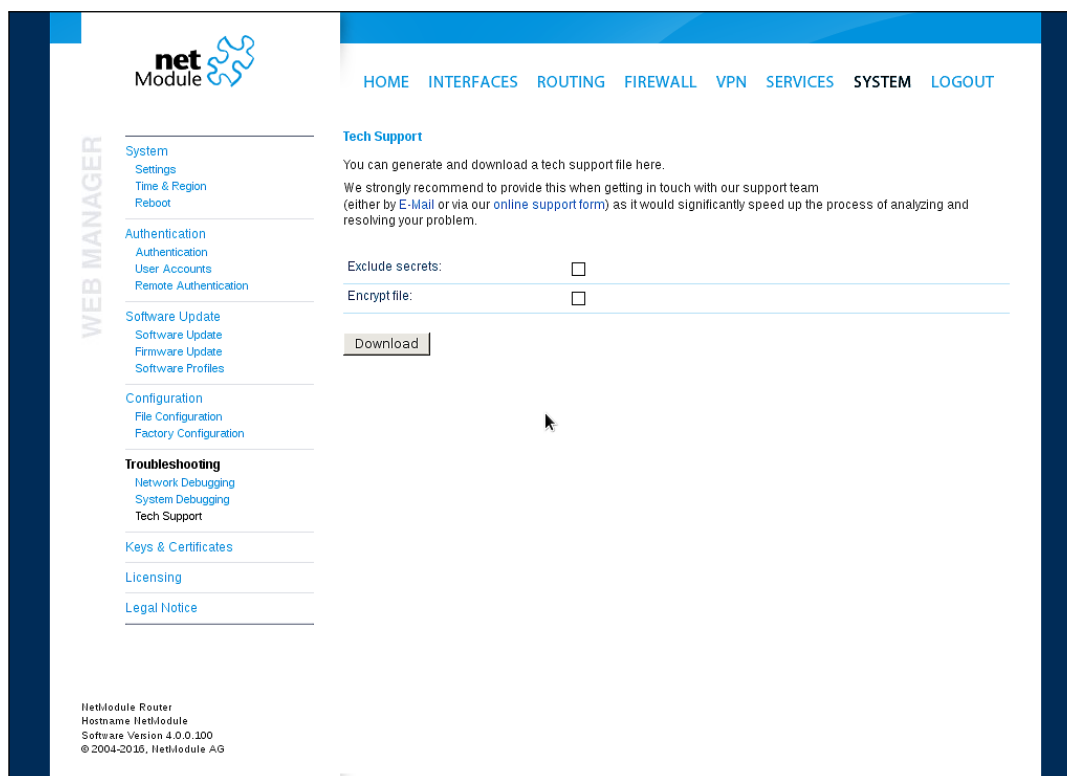 net
Module
HOME INTERFACES ROUTING FIREWALL VPN SERVICES SYSTEM LOGOUT
WEB MANAGER
System
Settings
Time & Region
Reboot
Authentication
Authentication
User Accounts
Remote Authentication
Software Update
Software Update
Firmware Update
Software Profiles
Configuration
File Configuration
Factory Configuration
Troubleshooting
Network Debugging
System Debugging
Tech Support
Keys & Certificates
Licensing
Legal Notice
Tech Support
You can generate and download a tech support file here.
We strongly recommend to provide this when getting in touch with our support team
(either by E-Mail or via our online support form) as it would significantly speed up the process of analyzing and
resolving your problem.
Exclude secrets:
Encrypt file:
Download
NetModule Router
Hostname NetModule
Software Version 4.0.0.100
© 2004-2016, NetModule AG